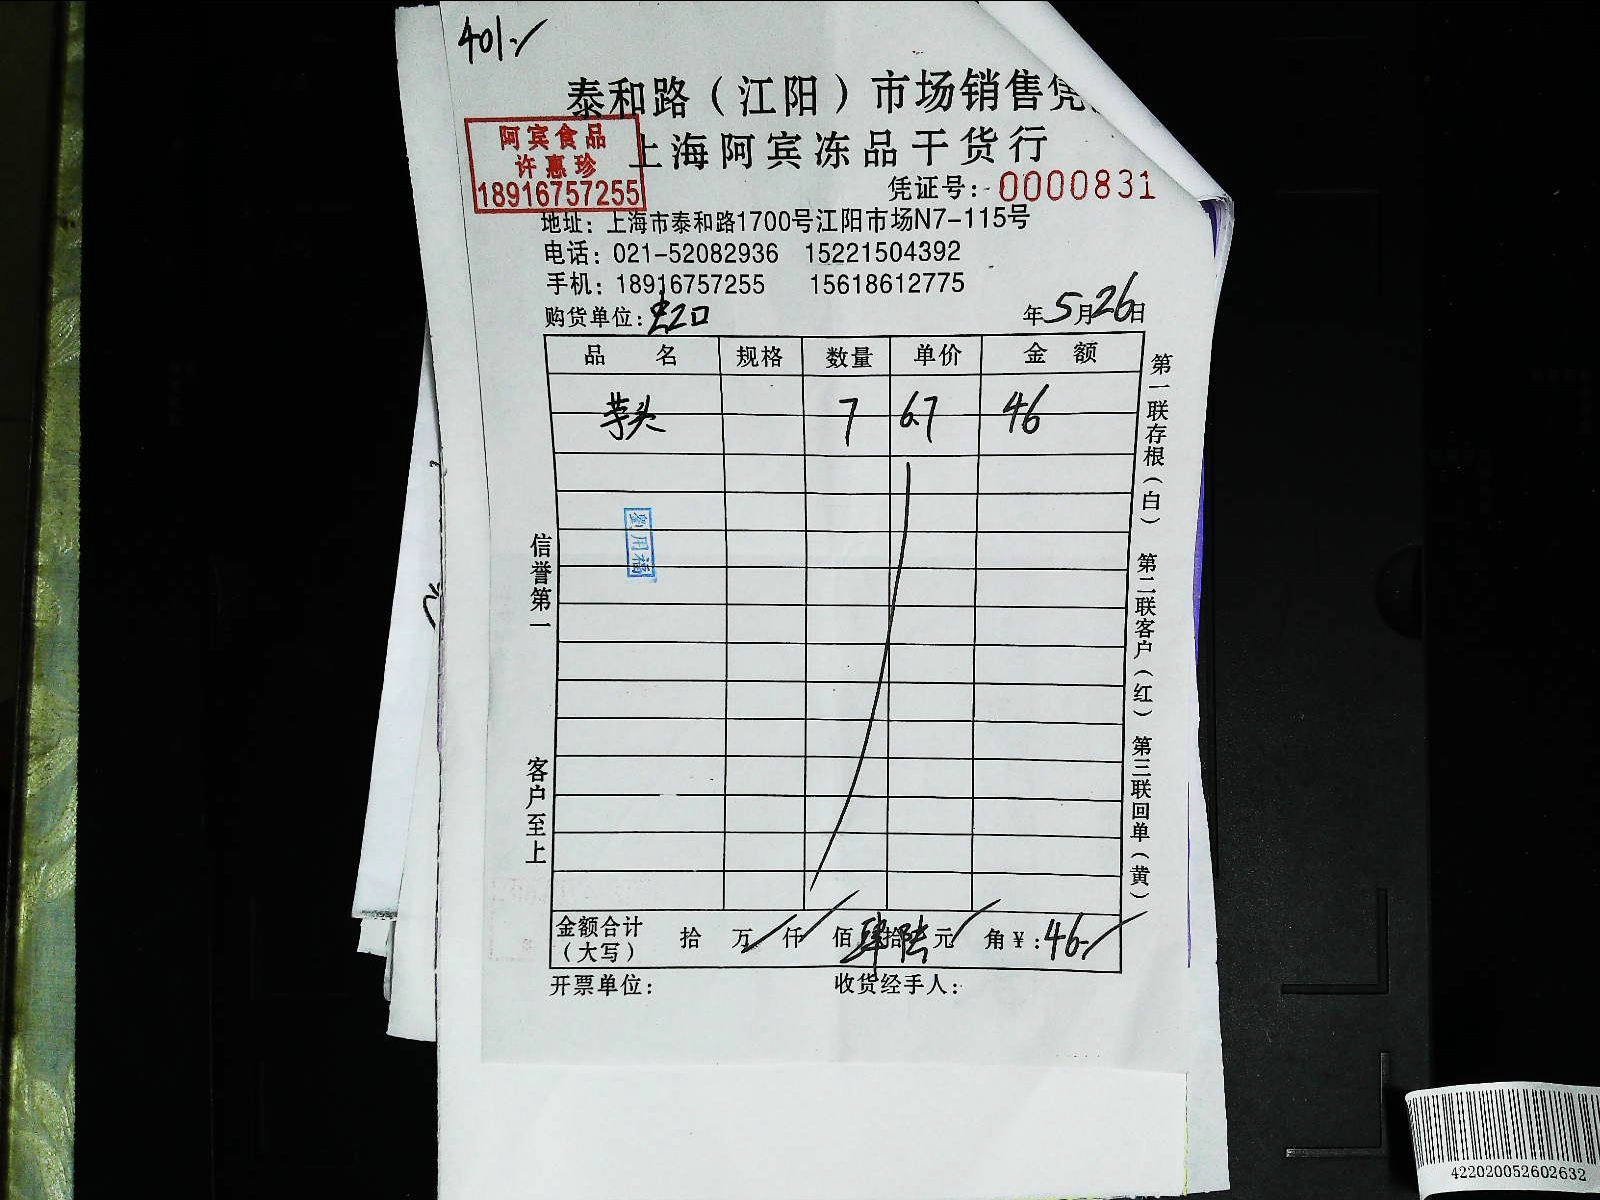 401.-
泰和路（江阳）市场销售凭
阿宾食品
许惠珍
18916757255
上海阿宾冻品干货行
凭证号：0000831
地址：上海市泰和路1700号江阳市场N7-115号
电话：021-52082936 15221504392
手机：18916757255 15618612775
购货单位：
年5月26日
品名 规格 数量 单价 金额
芋头 7 6.7 46
信誉第一
客户至上
第一联存根（白） 第二联客户（红） 第三联回单（黄）
金额合计（大写） 拾 万 仟 佰 肆拾陆元 角 ￥：46.-
开票单位： 收货经手人：
422020052602632